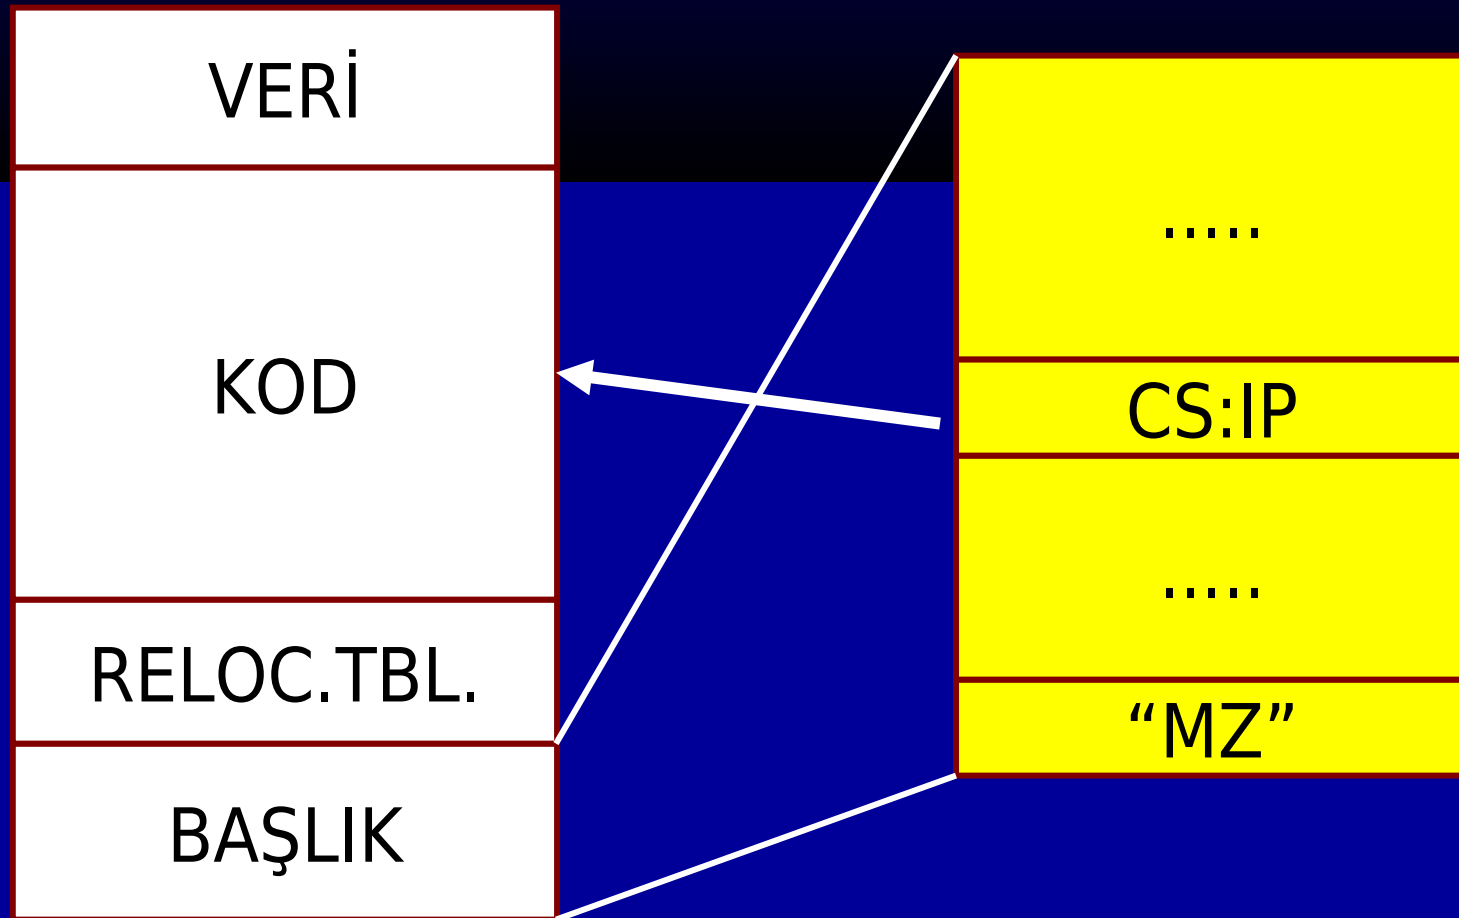 VERİ
KOD
RELOC.TBL.
BAŞLIK
.....
CS:IP
.....
“MZ”